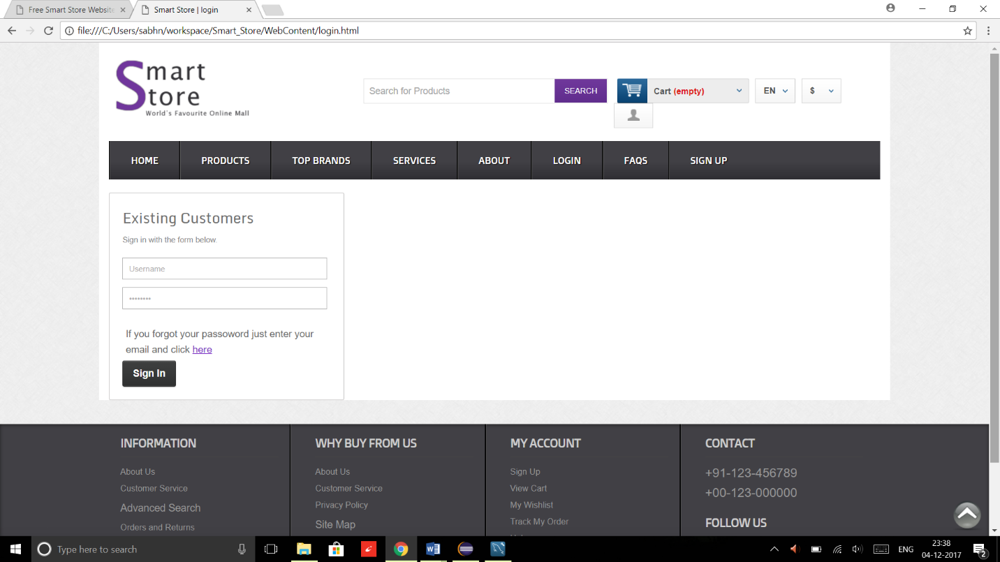 Free Smart Store Website
Smart Store | login
file:///C:/Users/sabhn/workspace/Smart_Store/WebContent/login.html
Smart
Store
World's Favourite Online Mall
Search for Products
SEARCH
Cart (empty)
EN
$
HOME
PRODUCTS
TOP BRANDS
SERVICES
ABOUT
LOGIN
FAQS
SIGN UP
Existing Customers
Sign in with the form below.
Username
••••••••
If you forgot your passoword just enter your
email and click here
Sign In
INFORMATION
About Us
Customer Service
Advanced Search
Orders and Returns
WHY BUY FROM US
About Us
Customer Service
Privacy Policy
Site Map
MY ACCOUNT
Sign Up
View Cart
My Wishlist
Track My Order
CONTACT
+91-123-456789
+00-123-000000
FOLLOW US
Type here to search
ENG
23:38
04-12-2017
2